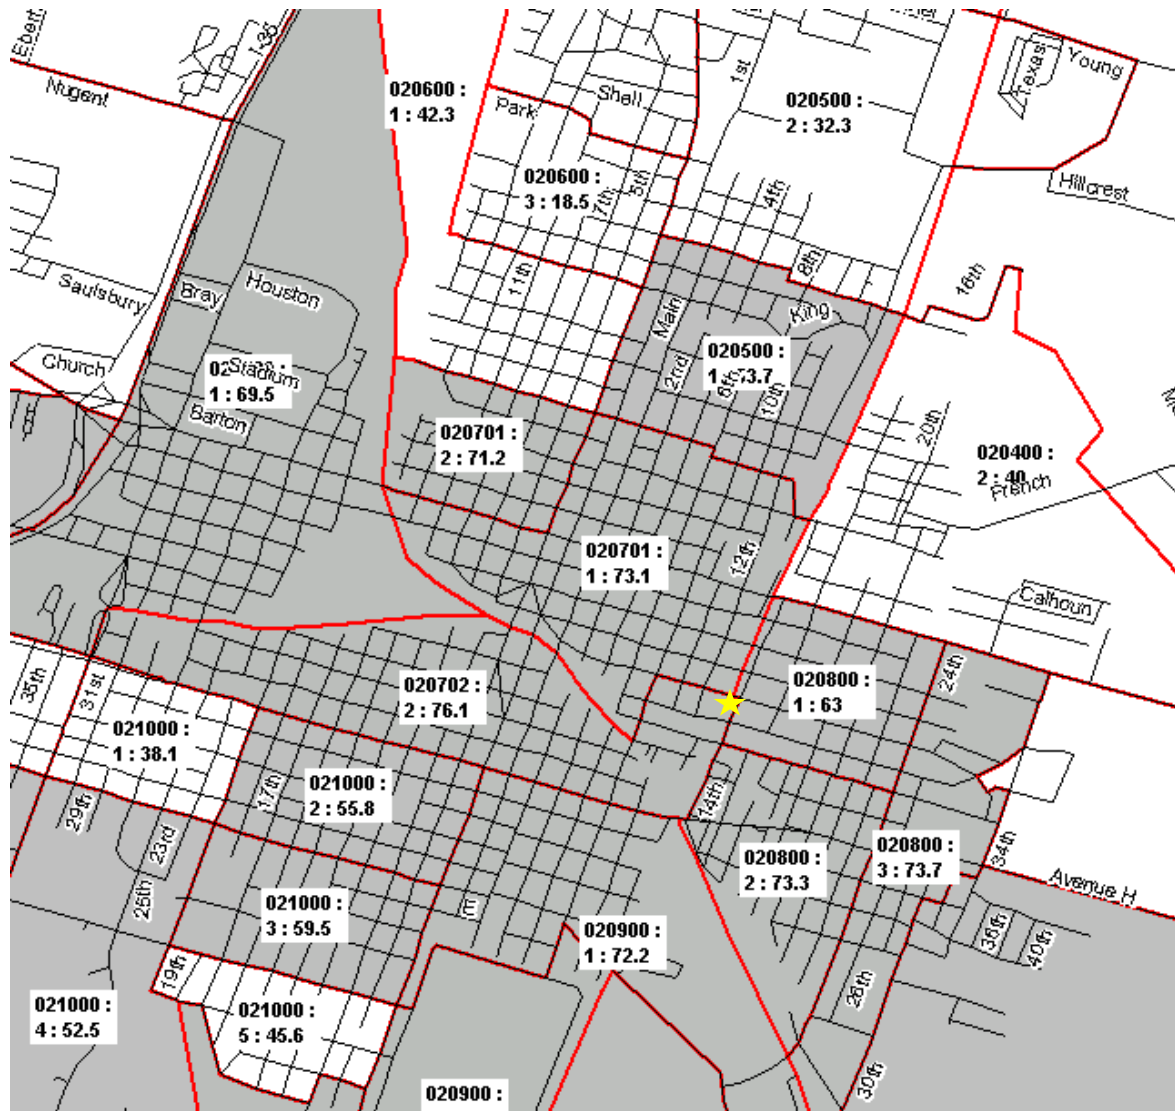 Ebert
I-35
Nugent
020600 :
1 : 42.3
Park
Shell
1st
020500 :
2 : 32.3
Texas
Young
Hillcrest
020600 :
3 : 18.5
7th
5th
4th
8th
16th
Saulsbury
Bray
Houston
11th
Main
King
Church
Stadium
1 : 69.5
Barton
2nd
020500 :
6th
10th
020701 :
2 : 71.2
20th
020400 :
2 : 40
French
020701 :
1 : 73.1
12th
Calhoun
35th
31st
020702 :
2 : 76.1
020800 :
1 : 63
24th
021000 :
1 : 38.1
17th
021000 :
2 : 55.8
14th
29th
23rd
25th
020800 :
2 : 73.3
020800 :
3 : 73.7
34th
Avenue H
021000 :
3 : 59.5
E
020900 :
1 : 72.2
36th
40th
19th
28th
021000 :
4 : 52.5
021000 :
5 : 45.6
30th
020900 :